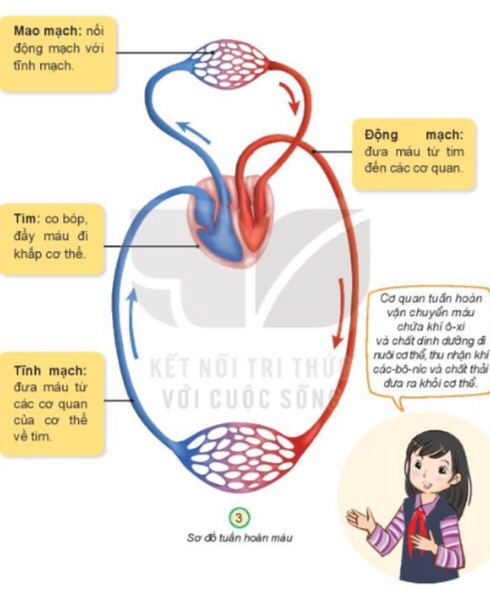 Mao mạch: nối
động mạch với
tĩnh mạch.
Động mạch:
đưa máu từ tim
đến các cơ quan.
Tim: co bóp,
đẩy máu đi
khắp cơ thể.
Cơ quan tuần hoàn
vận chuyển máu
chứa khí ô-xi
và chất dinh dưỡng đi
nuôi cơ thể, thu nhận khí
các-bô-níc và chất thải
đưa ra khỏi cơ thể.
KẾT NỐI TRI THỨC
VỚI CUỘC SỐNG
Tĩnh mạch:
đưa máu từ
các cơ quan
của cơ thể
về tim.
3
Sơ đồ tuần hoàn máu